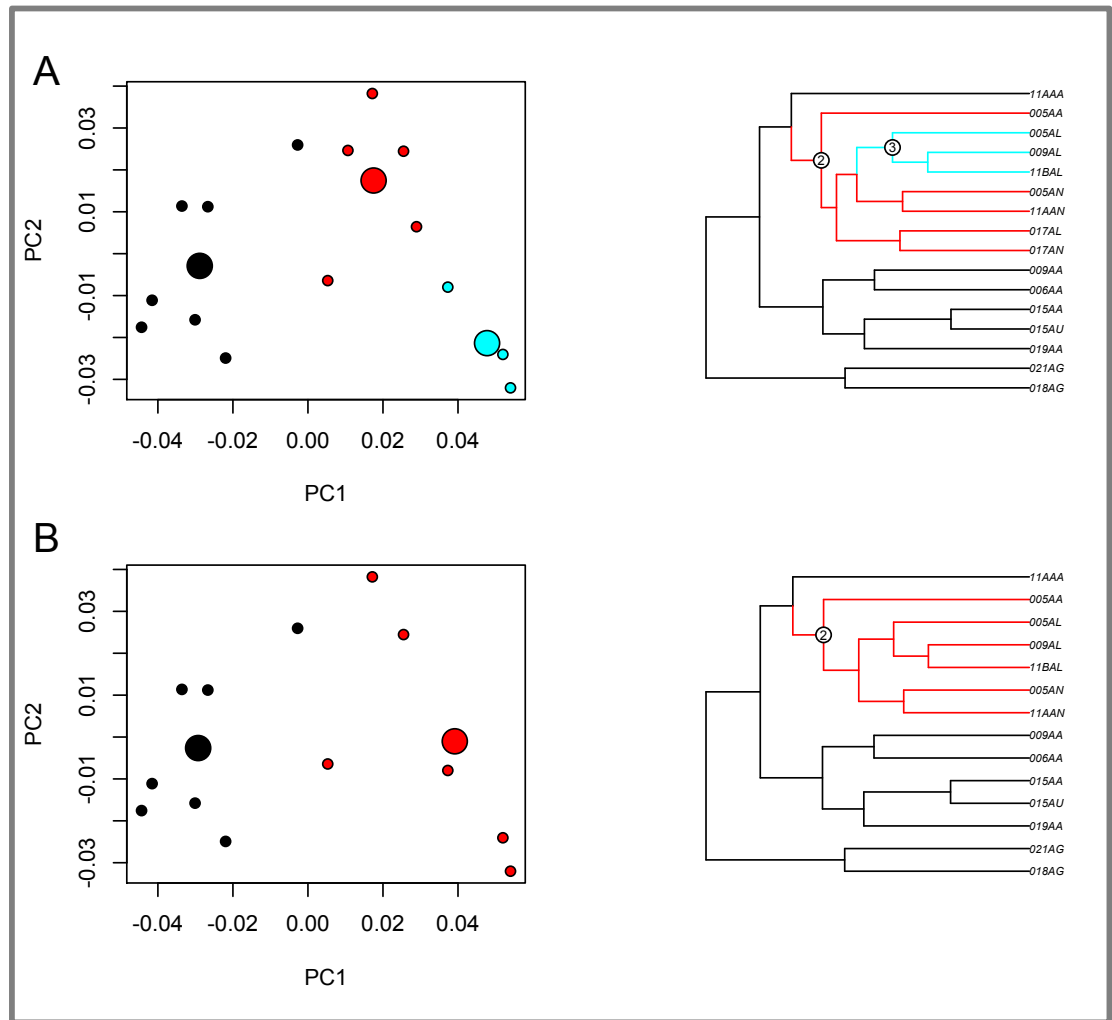 A
PC2
0.03
0.01
-0.01
-0.03
-0.04
-0.02
0.00
0.02
0.04
PC1
11AAA
005AA
005AL
009AL
11BAL
005AN
11AAN
017AL
017AN
009AA
006AA
015AA
015AU
019AA
021AG
018AG
2
3
B
PC2
0.03
0.01
-0.01
-0.03
-0.04
-0.02
0.00
0.02
0.04
PC1
11AAA
005AA
005AL
009AL
11BAL
005AN
11AAN
009AA
006AA
015AA
015AU
019AA
021AG
018AG
2